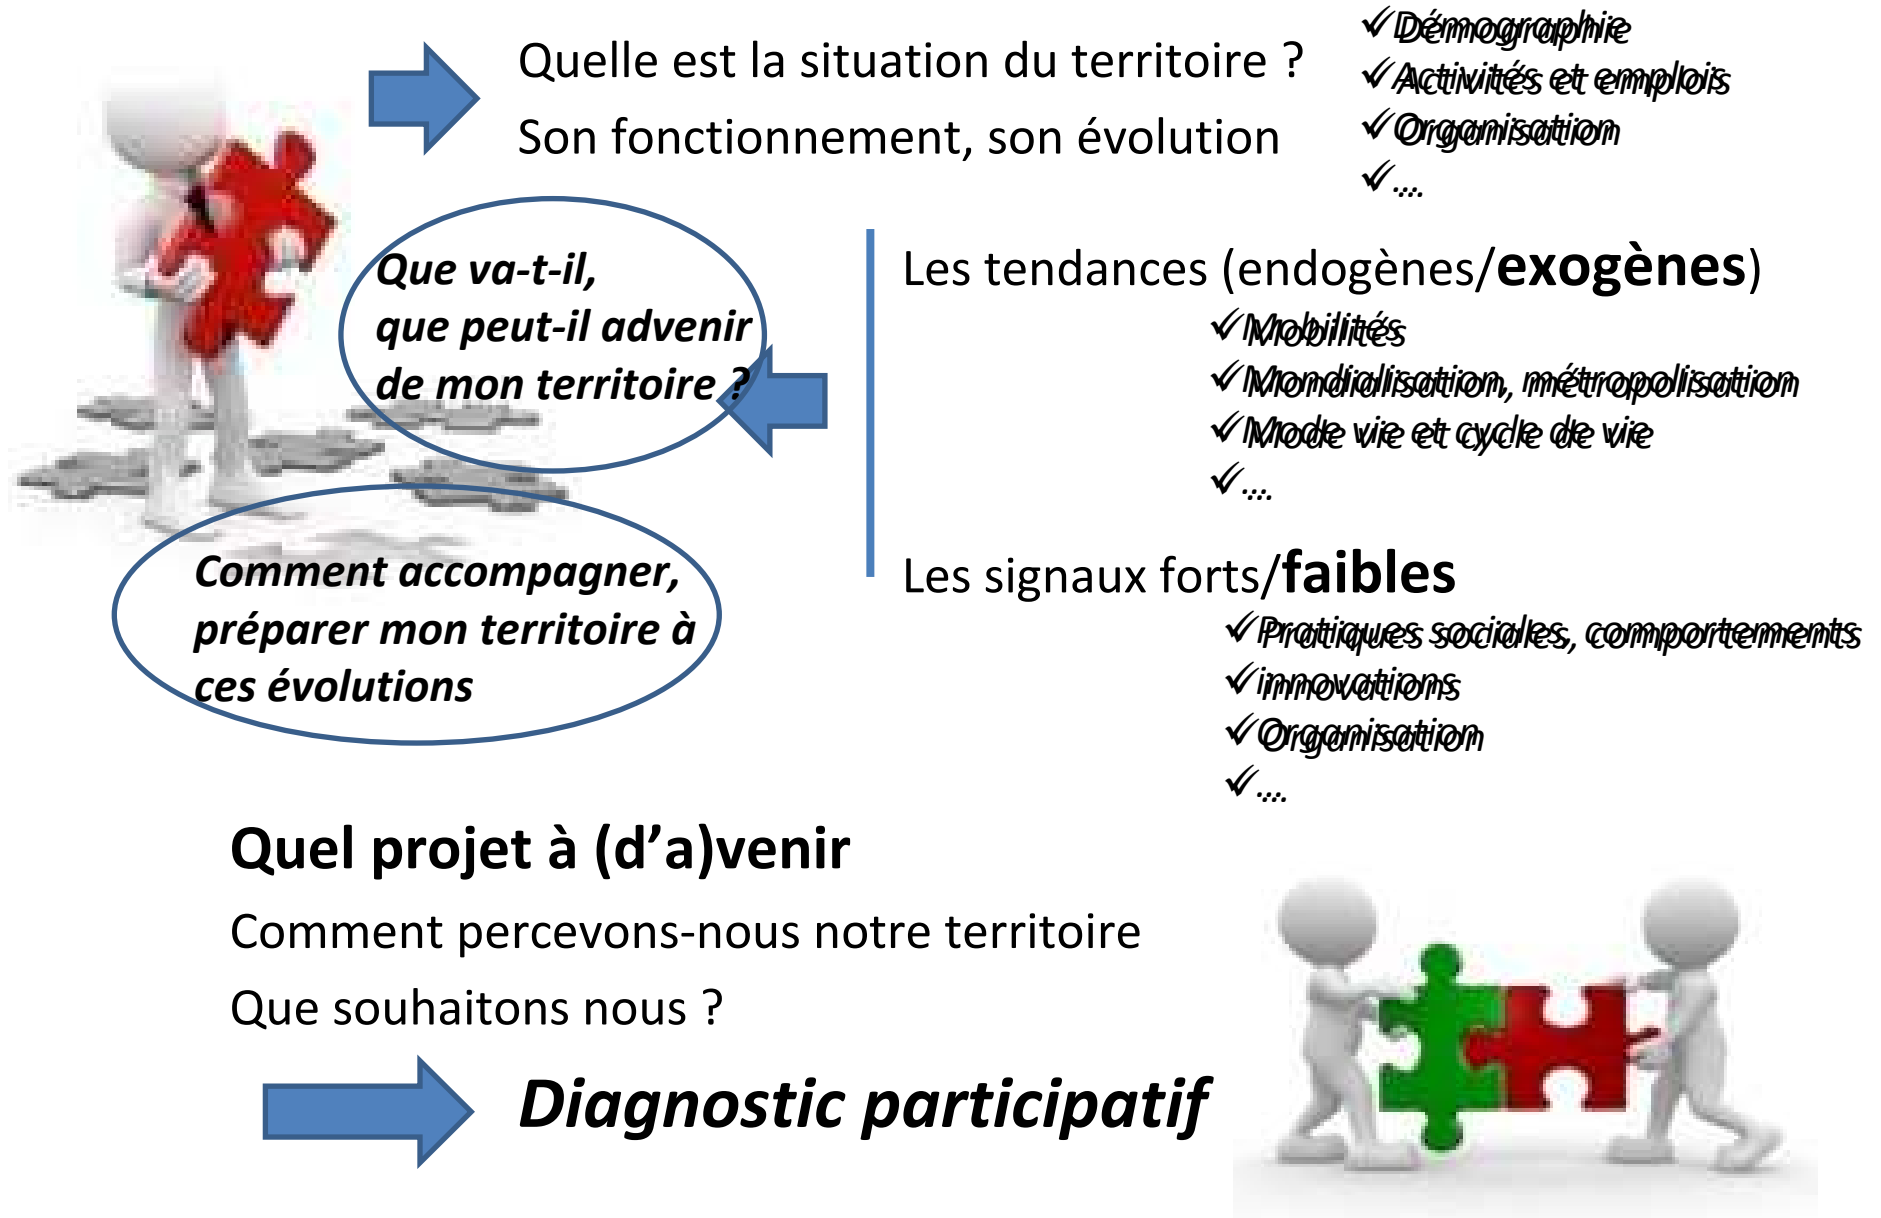 Quelle est la situation du territoire ?
Son fonctionnement, son évolution
✓Démographie
✓Activités et emplois
✓Organisation
✓....
Que va-t-il,
que peut-il advenir
de mon territoire ?
Les tendances (endogènes/exogènes)
✓Mobilités
✓Mondialisation, métropolisation
✓Mode vie et cycle de vie
✓....
Comment accompagner,
préparer mon territoire à
ces évolutions
Les signaux forts/faibles
✓Pratiques sociales, comportements
✓innovations
✓Organisation
✓....
Quel projet à (d’a)venir
Comment percevons-nous notre territoire
Que souhaitons nous ?
Diagnostic participatif